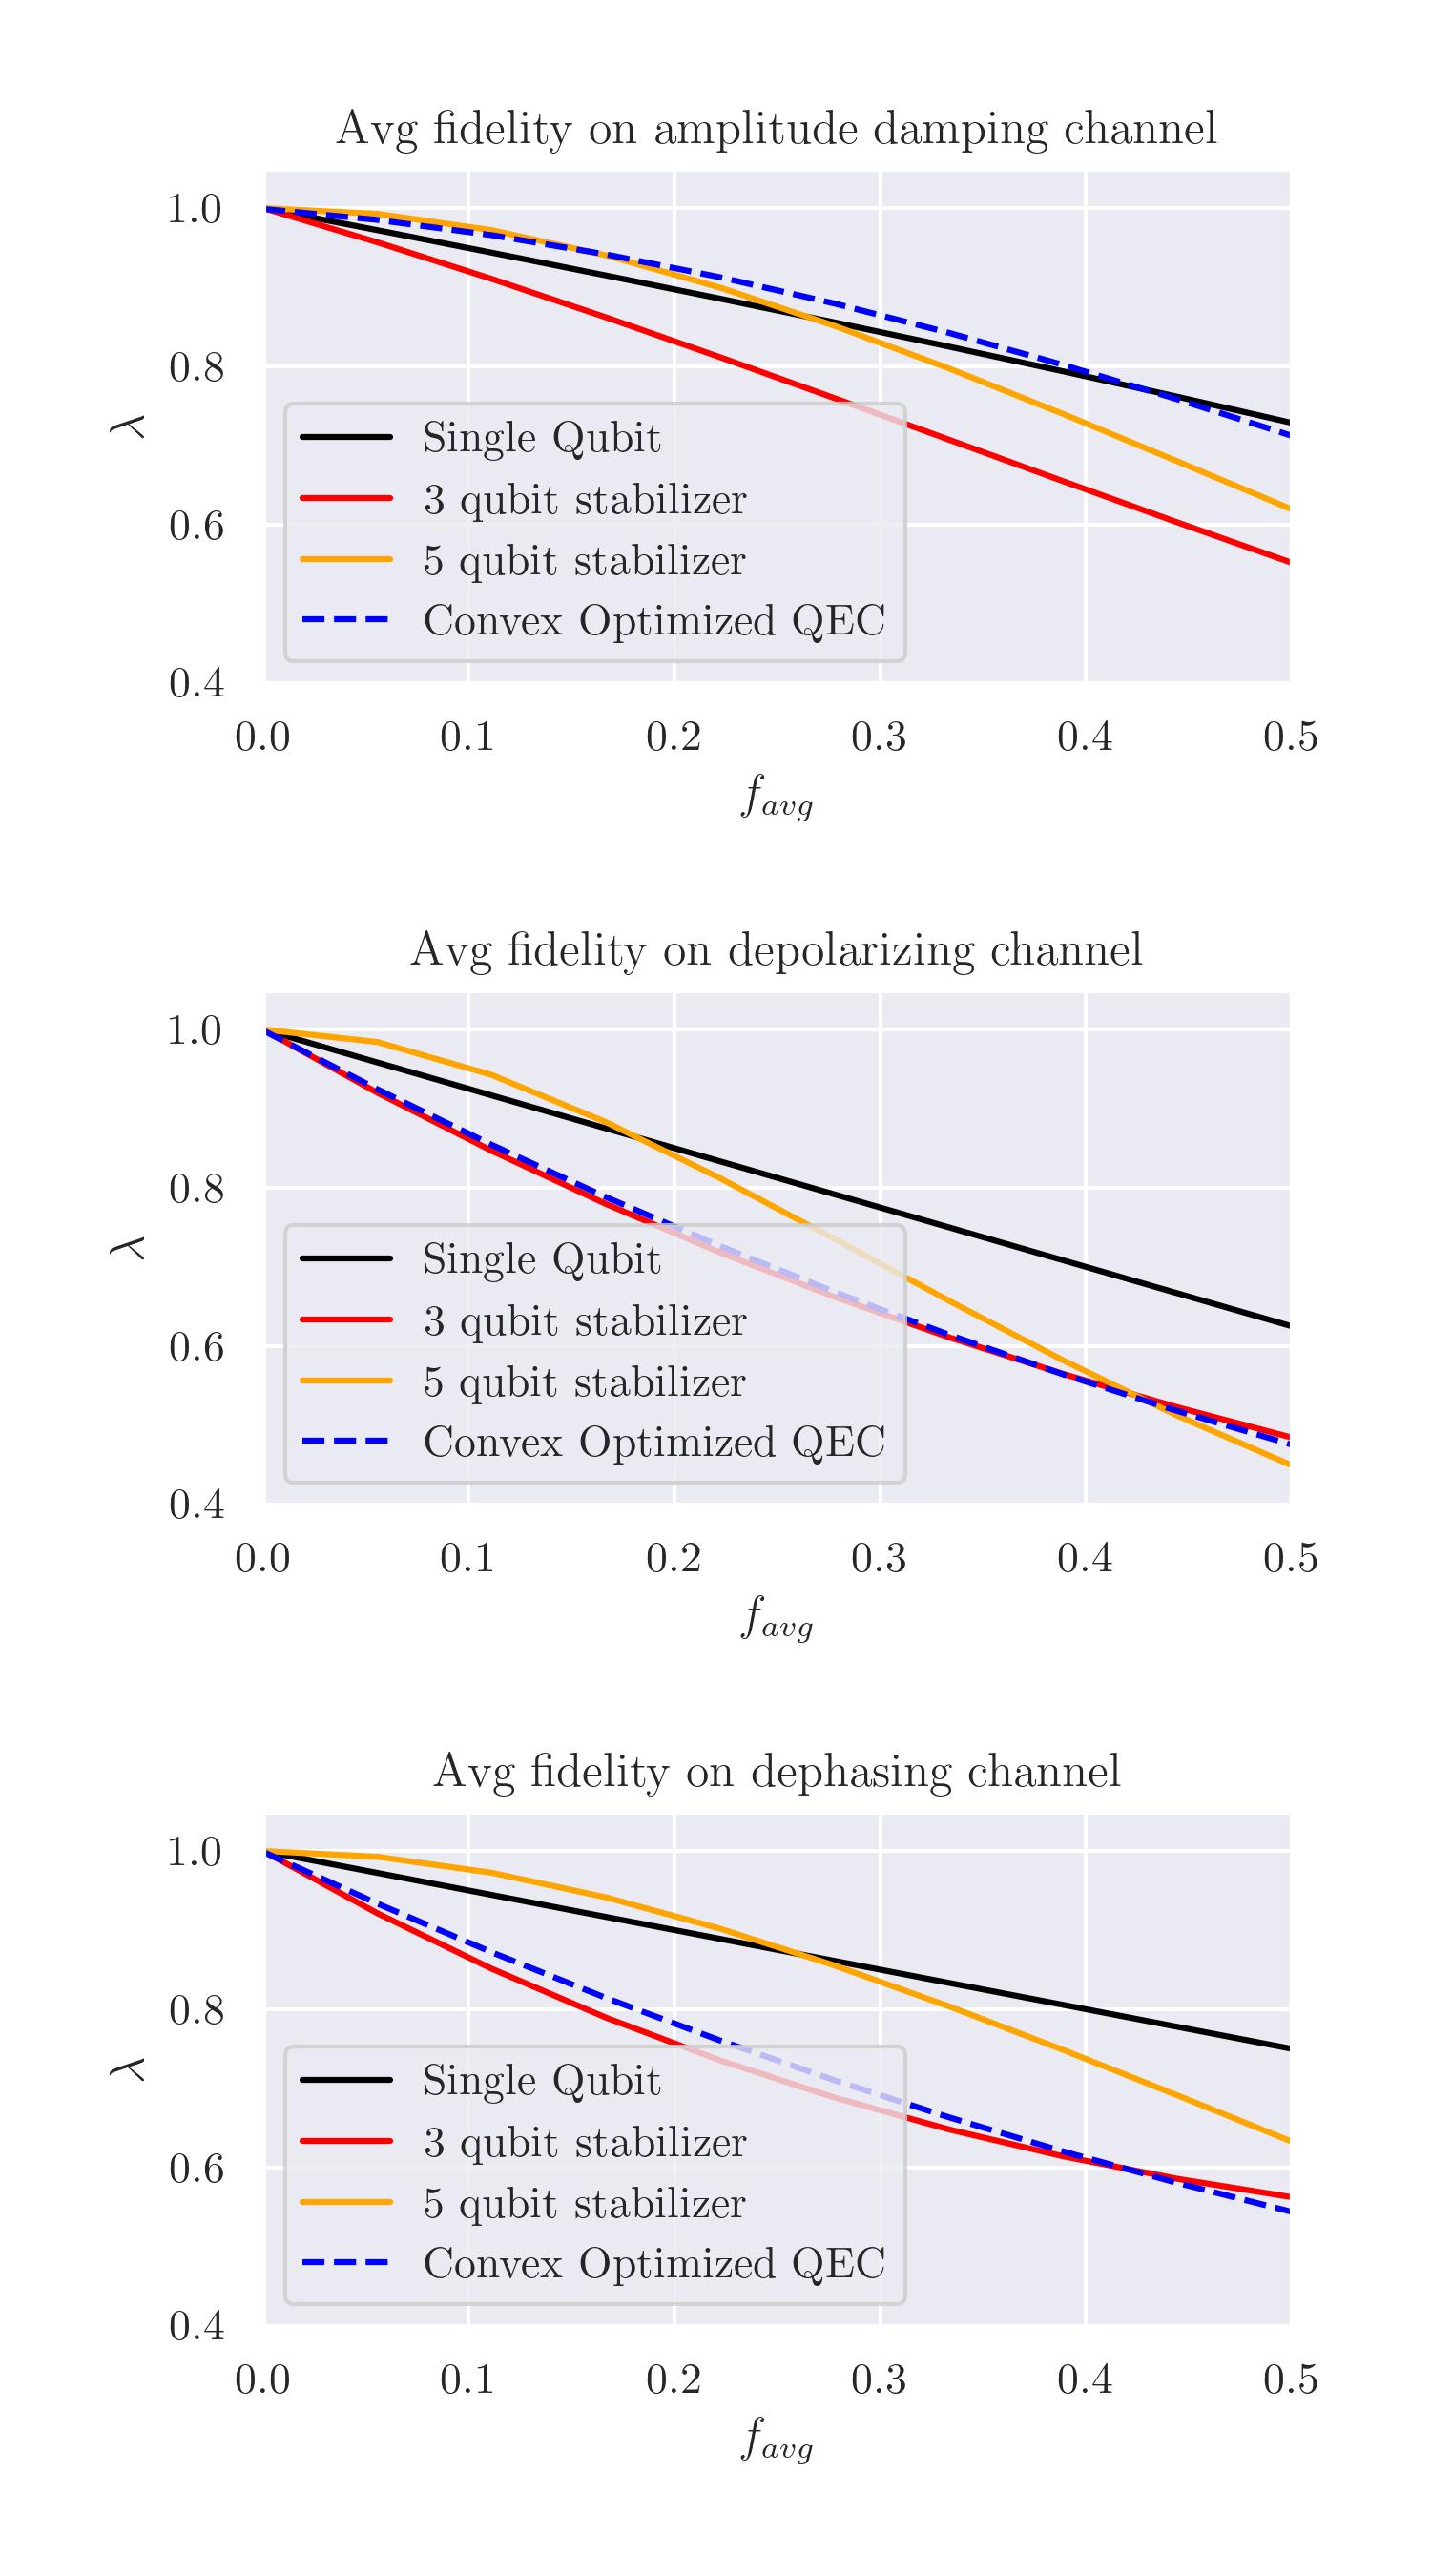 Avg fidelity on amplitude damping channel
1.0
0.8
0.6
0.4
λ
Single Qubit
3 qubit stabilizer
5 qubit stabilizer
Convex Optimized QEC
0.0 0.1 0.2 0.3 0.4 0.5
f_avg
Avg fidelity on depolarizing channel
1.0
0.8
0.6
0.4
λ
Single Qubit
3 qubit stabilizer
5 qubit stabilizer
Convex Optimized QEC
0.0 0.1 0.2 0.3 0.4 0.5
f_avg
Avg fidelity on dephasing channel
1.0
0.8
0.6
0.4
λ
Single Qubit
3 qubit stabilizer
5 qubit stabilizer
Convex Optimized QEC
0.0 0.1 0.2 0.3 0.4 0.5
f_avg